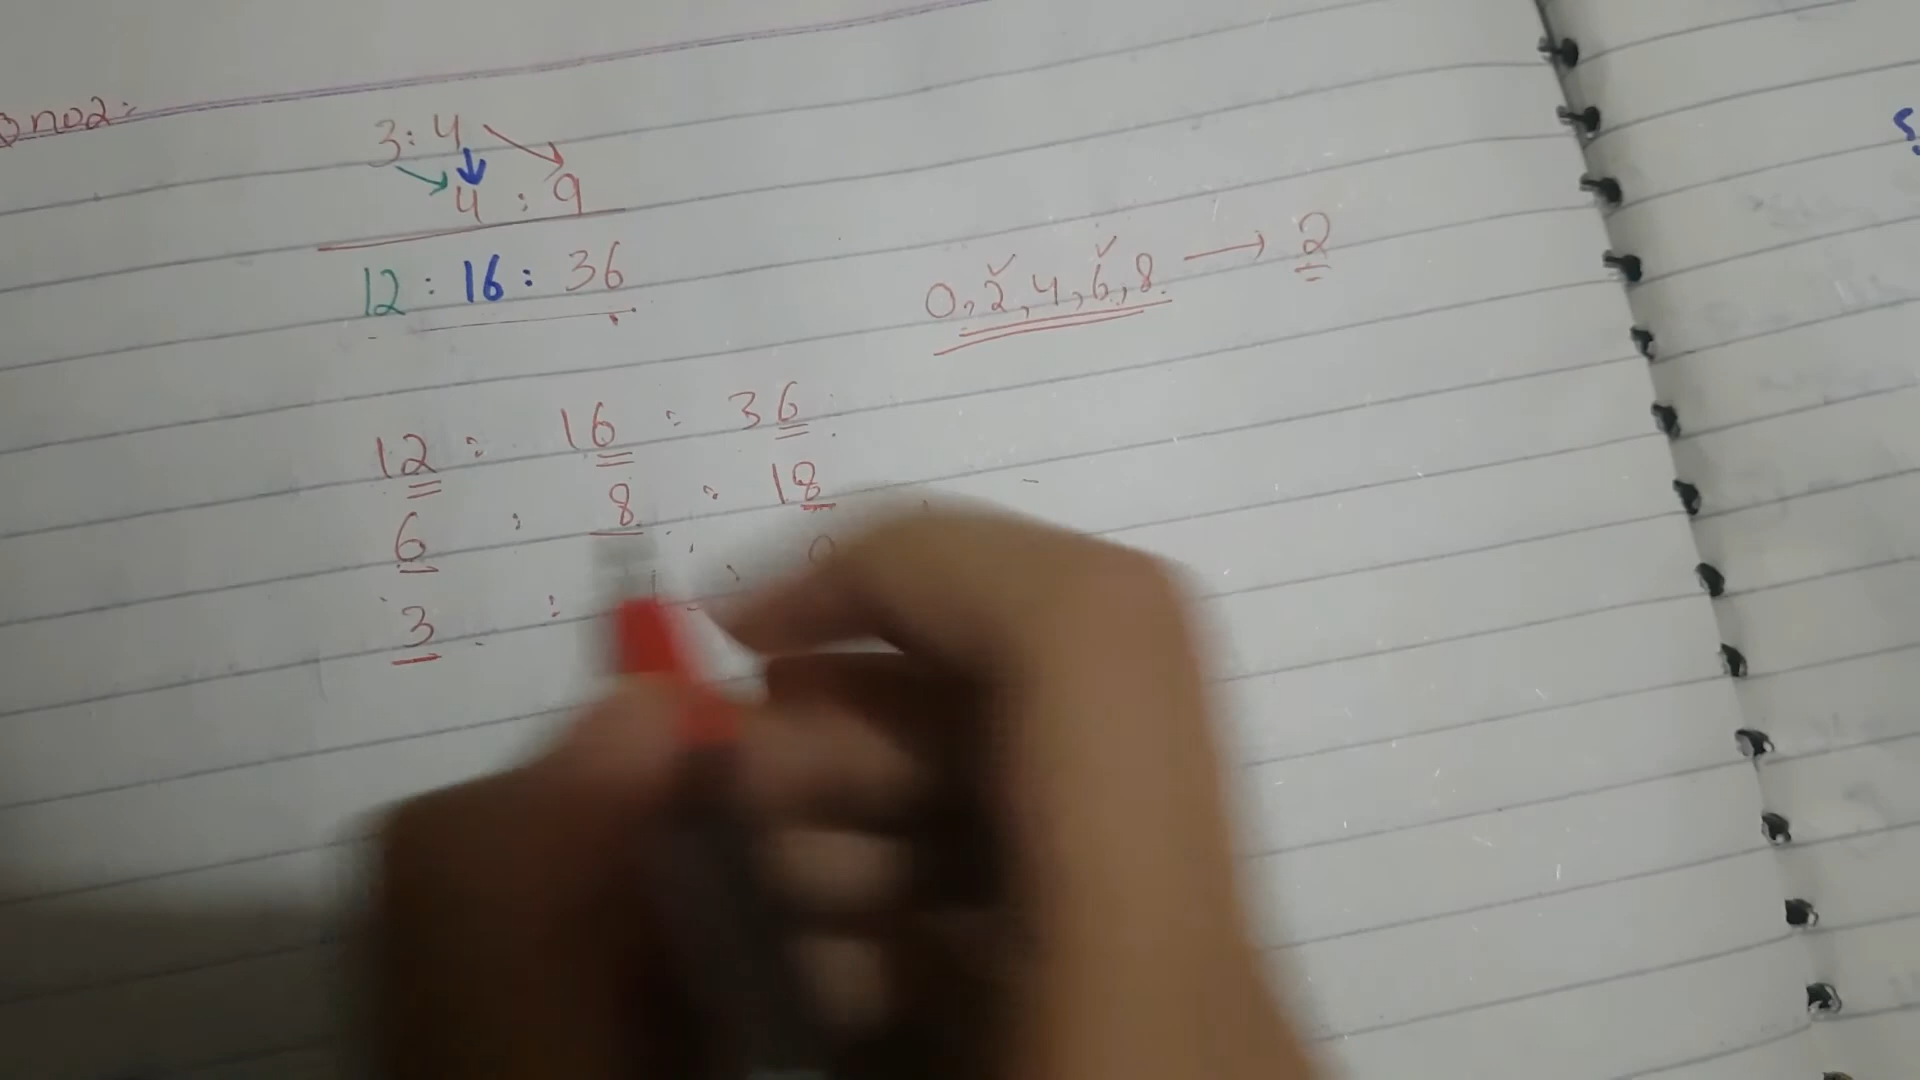 no2:
3:4
4 : 9
12 : 16 : 36
0,2,4,6,8 → 2
12 : 16 : 36
6 : 8 : 18
3 :